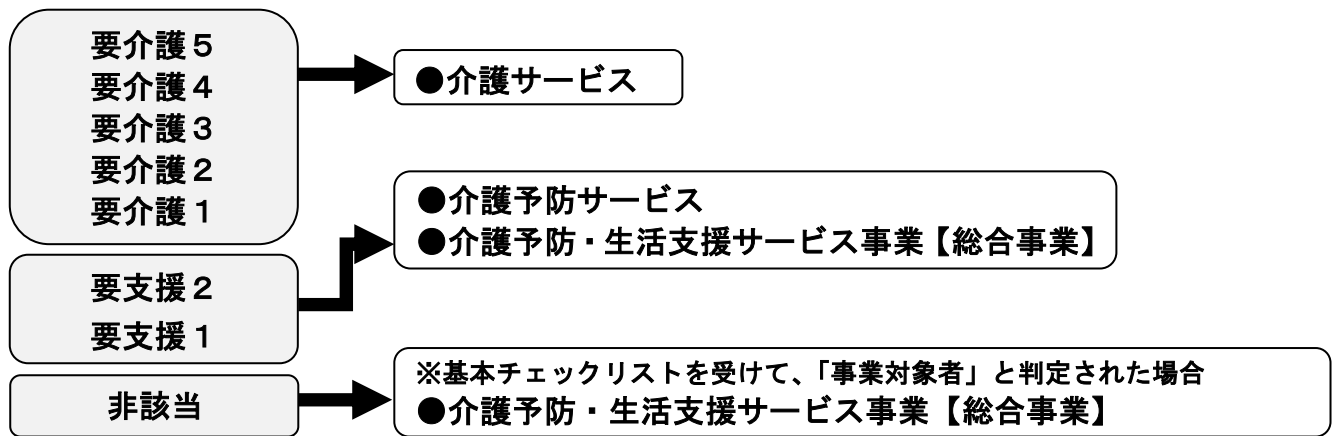 要介護５
要介護４
要介護３
要介護２
要介護１
●介護サービス
要支援２
要支援１
●介護予防サービス
●介護予防・生活支援サービス事業【総合事業】
非該当
※基本チェックリストを受けて、「事業対象者」と判定された場合
●介護予防・生活支援サービス事業【総合事業】